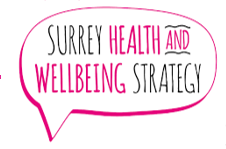 SURREY HEALTH AND
WELLBEING STRATEGY